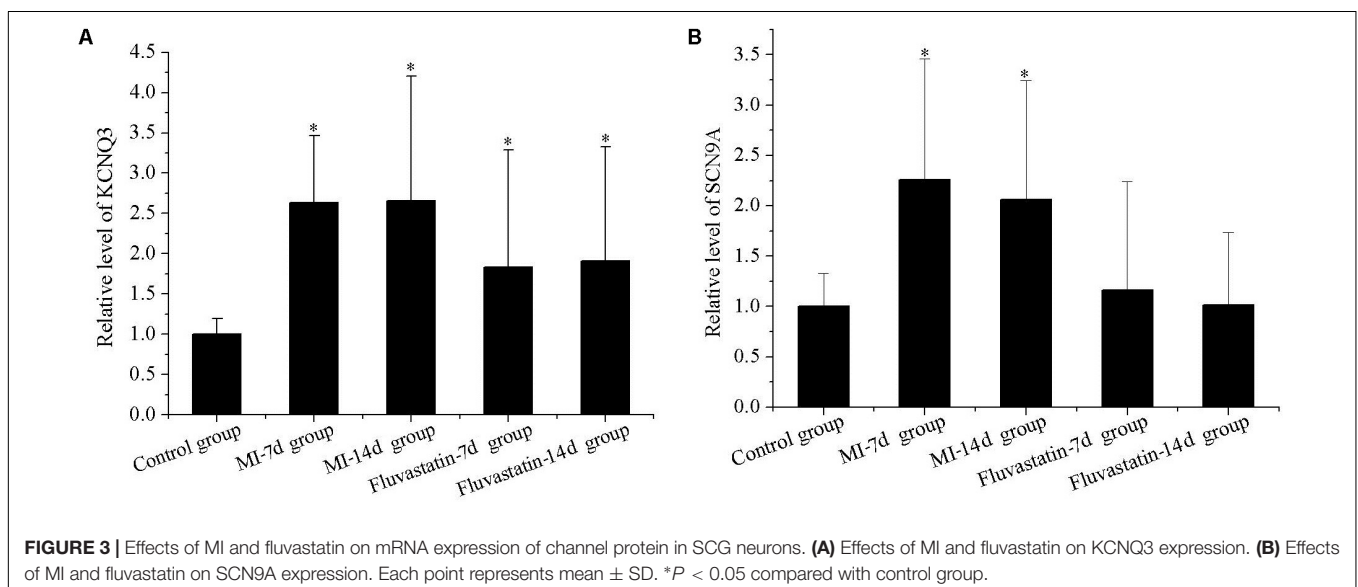 A
Relative level of KCNQ3
4.5
4.0
3.5
3.0
2.5
2.0
1.5
1.0
0.5
0.0
*
*
*
*
Control group
MI-7d group
MI-14d group
Fluvastatin-7d group
Fluvastatin-14d group
B
Relative level of SCN9A
3.5
3.0
2.5
2.0
1.5
1.0
0.5
0.0
*
*
Control group
MI-7d group
MI-14d group
Fluvastatin-7d group
Fluvastatin-14d group
FIGURE 3 | Effects of MI and fluvastatin on mRNA expression of channel protein in SCG neurons. (A) Effects of MI and fluvastatin on KCNQ3 expression. (B) Effects
of MI and fluvastatin on SCN9A expression. Each point represents mean ± SD. *P < 0.05 compared with control group.